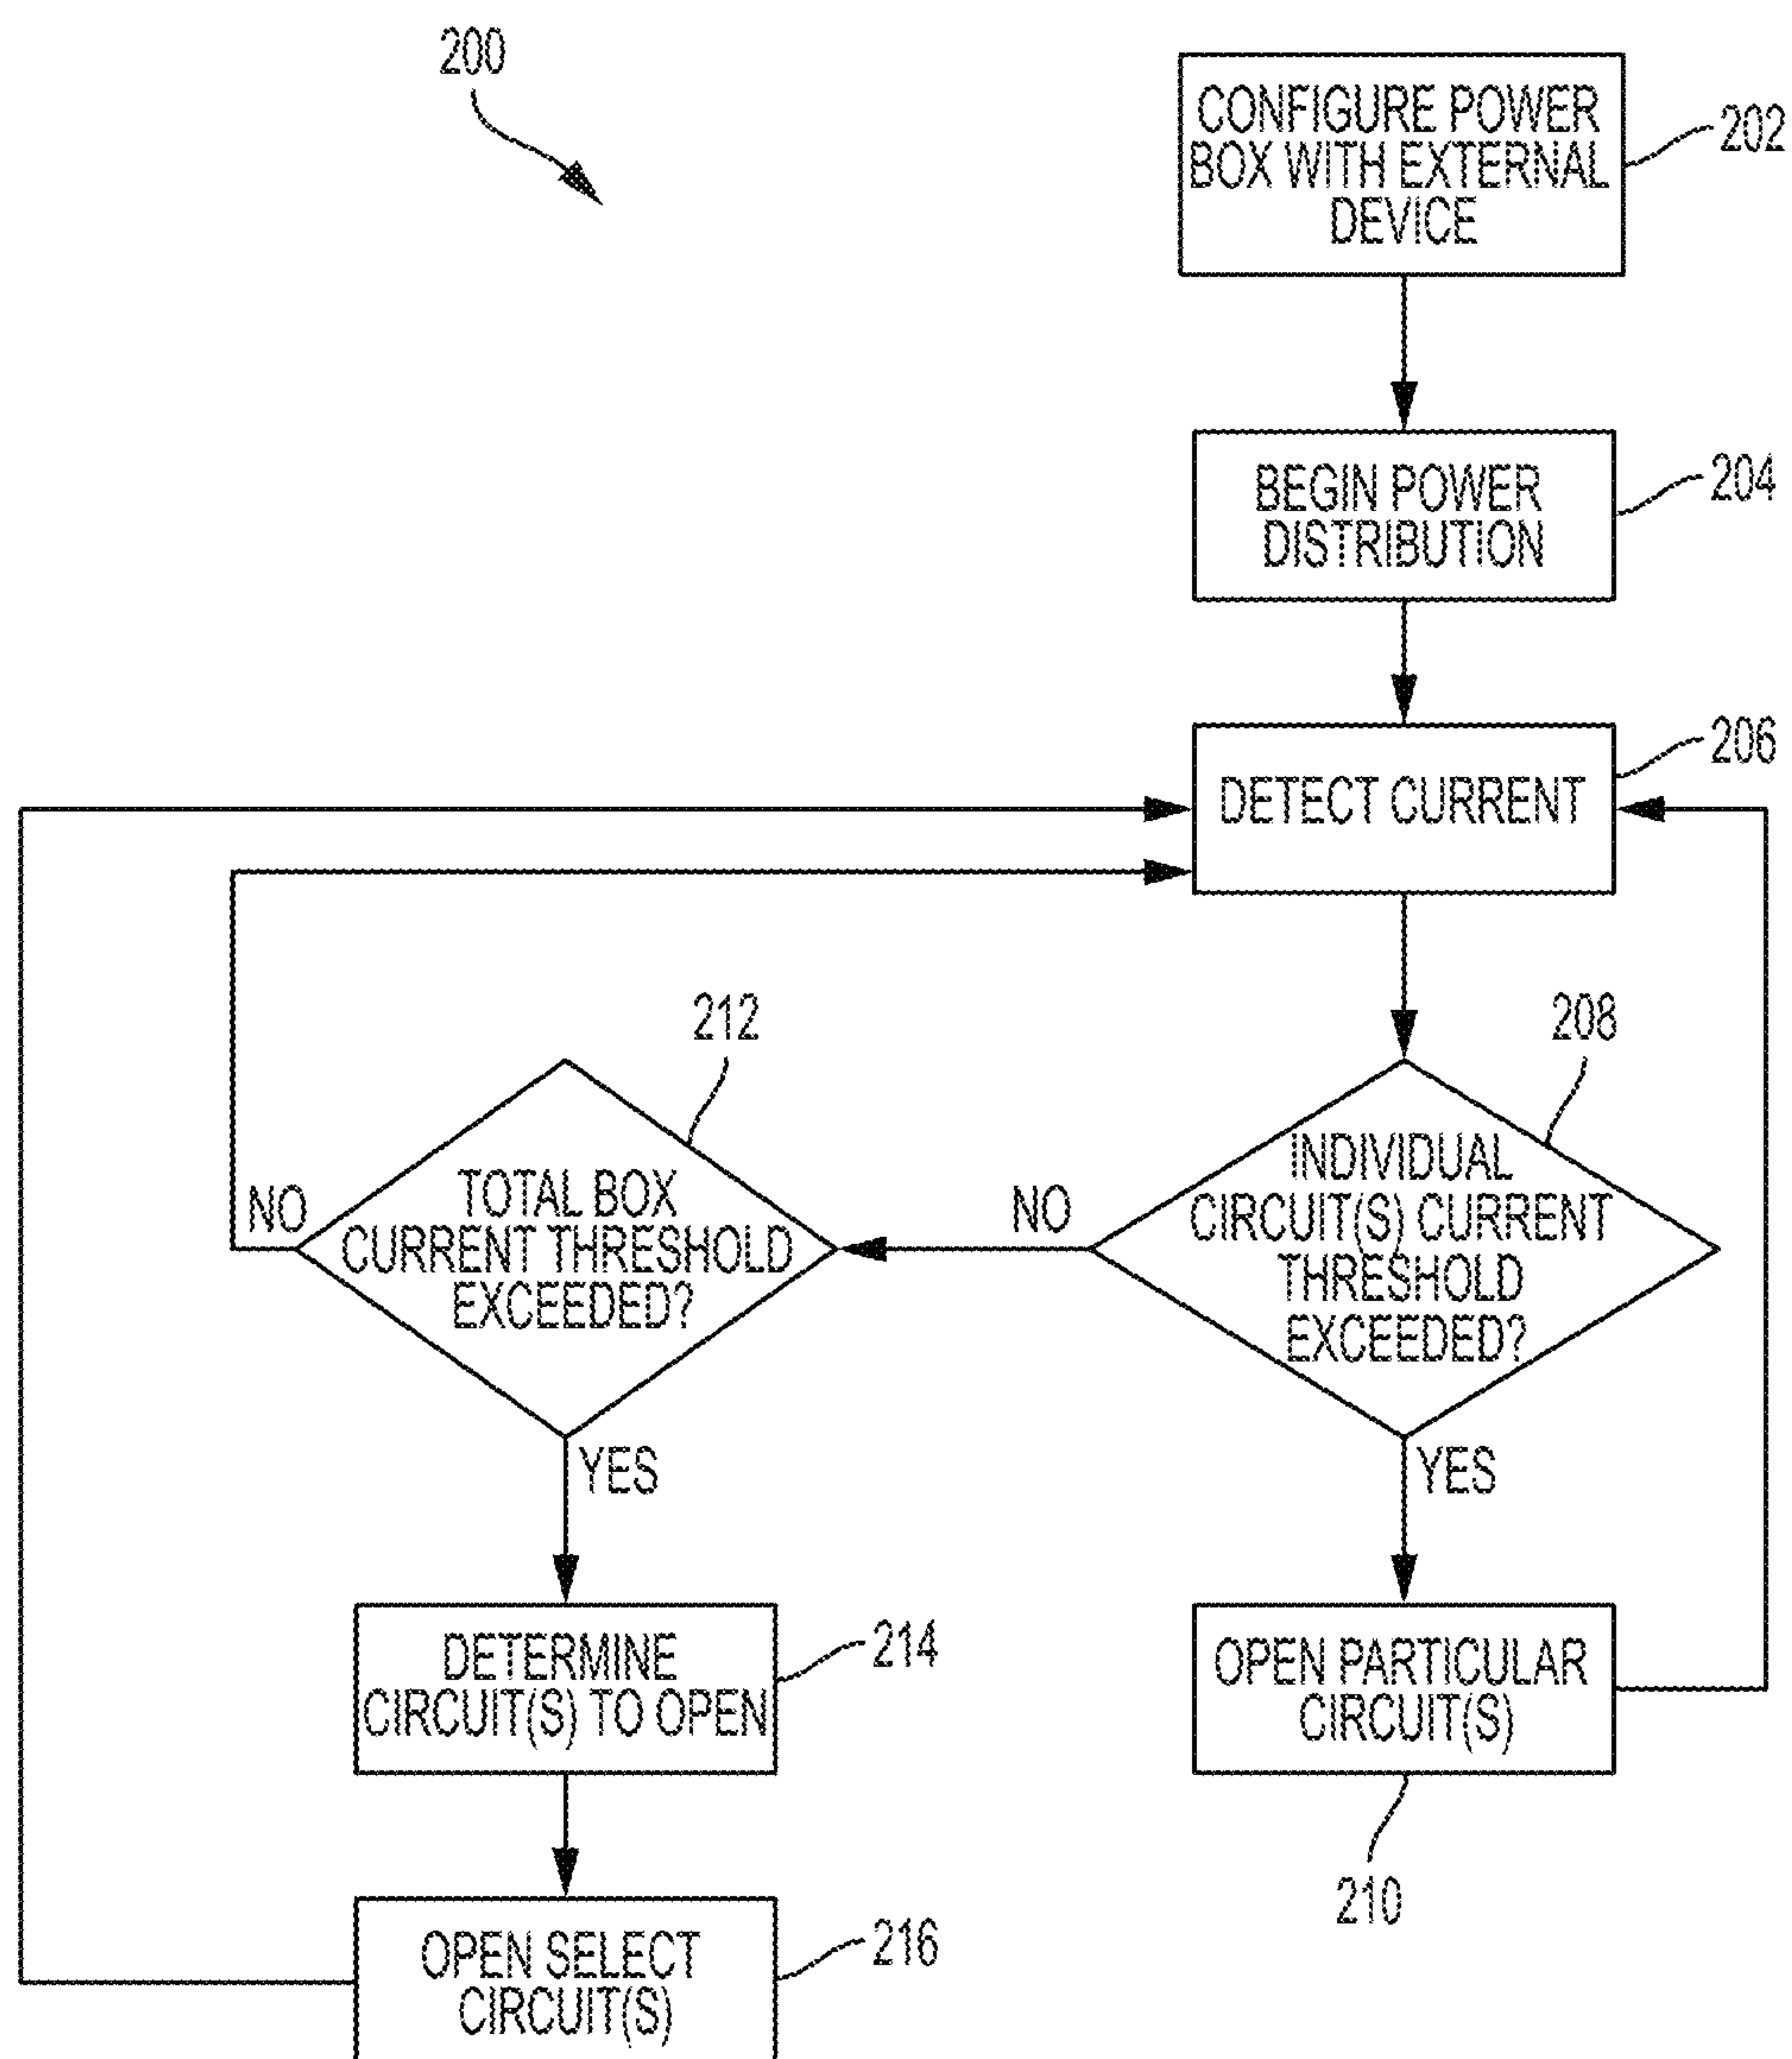 200
CONFIGURE POWER
BOX WITH EXTERNAL
DEVICE
202
BEGIN POWER
DISTRIBUTION
204
DETECT CURRENT
206
INDIVIDUAL
CIRCUIT(S) CURRENT
THRESHOLD
EXCEEDED?
208
NO
YES
OPEN PARTICULAR
CIRCUIT(S)
210
TOTAL BOX
CURRENT THRESHOLD
EXCEEDED?
212
NO
YES
DETERMINE
CIRCUIT(S) TO OPEN
214
OPEN SELECT
CIRCUIT(S)
216